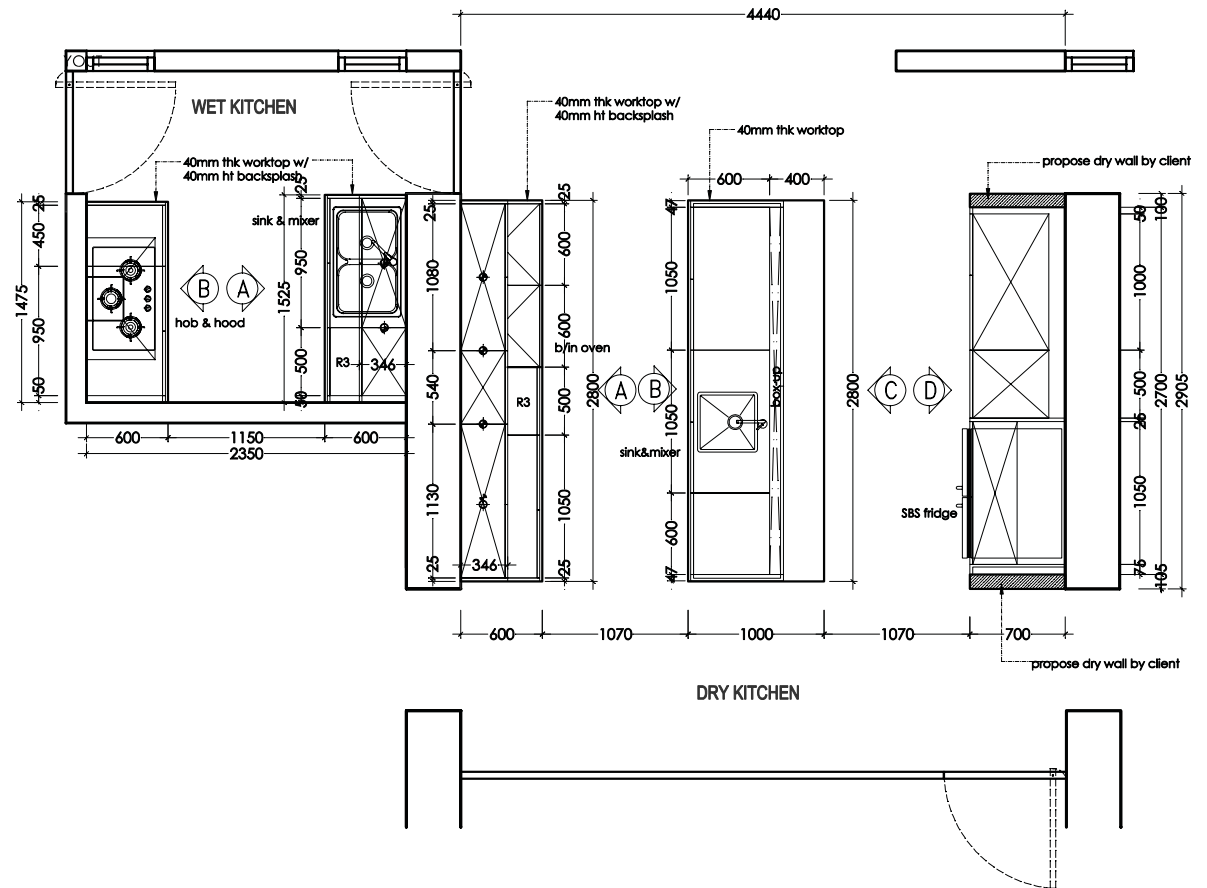 4440
WET KITCHEN
40mm thk worktop w/
40mm ht backsplash
40mm thk worktop w/
40mm ht backsplash
40mm thk worktop
propose dry wall by client
600
400
25
450
950
50
1475
sink & mixer
B
A
hob & hood
25
950
500
50
1525
R3
346
600
1150
600
2350
25
1080
540
1130
25
346
25
600
600
500
1050
25
2800
b/in oven
R3
A
B
47
1050
1050
600
47
box-up
sink&mixer
2800
C
D
SBS fridge
50
1000
500
25
1050
75
100
2700
105
2905
600
1070
1000
1070
700
propose dry wall by client
DRY KITCHEN